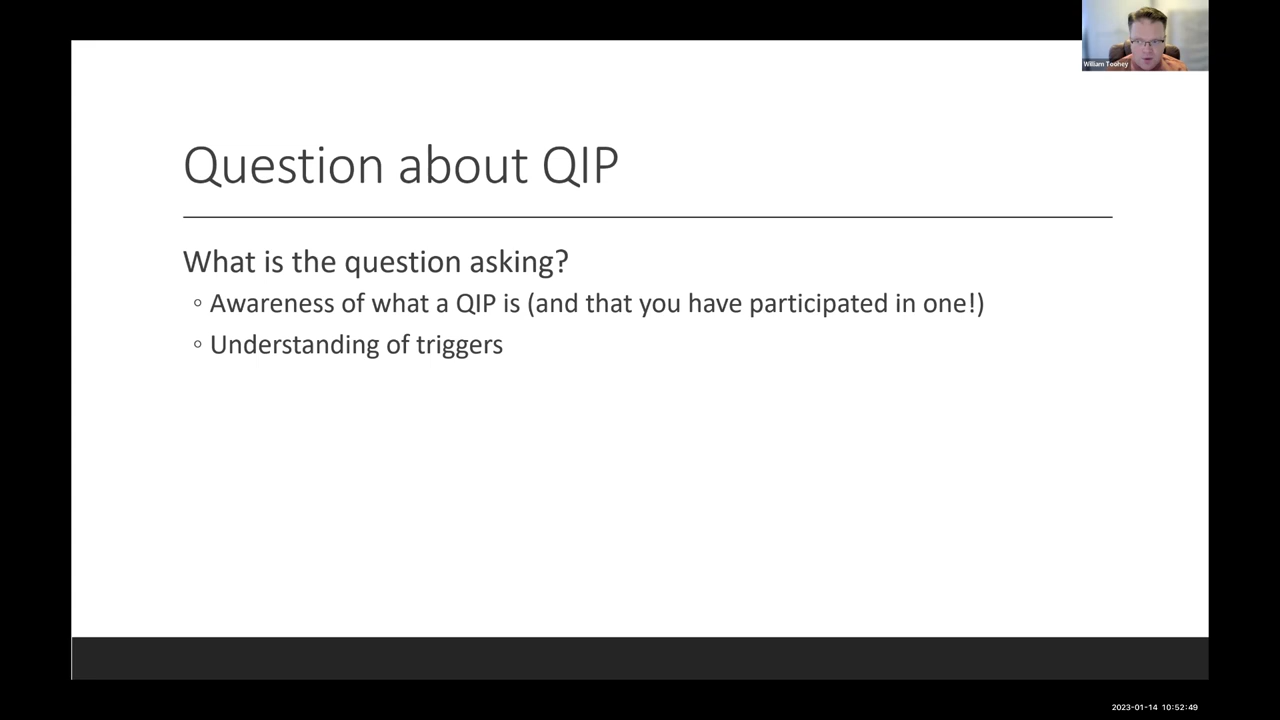 William Toohey
Question about QIP
What is the question asking?
◦ Awareness of what a QIP is (and that you have participated in one!)
◦ Understanding of triggers
2023-01-14 10:52:49